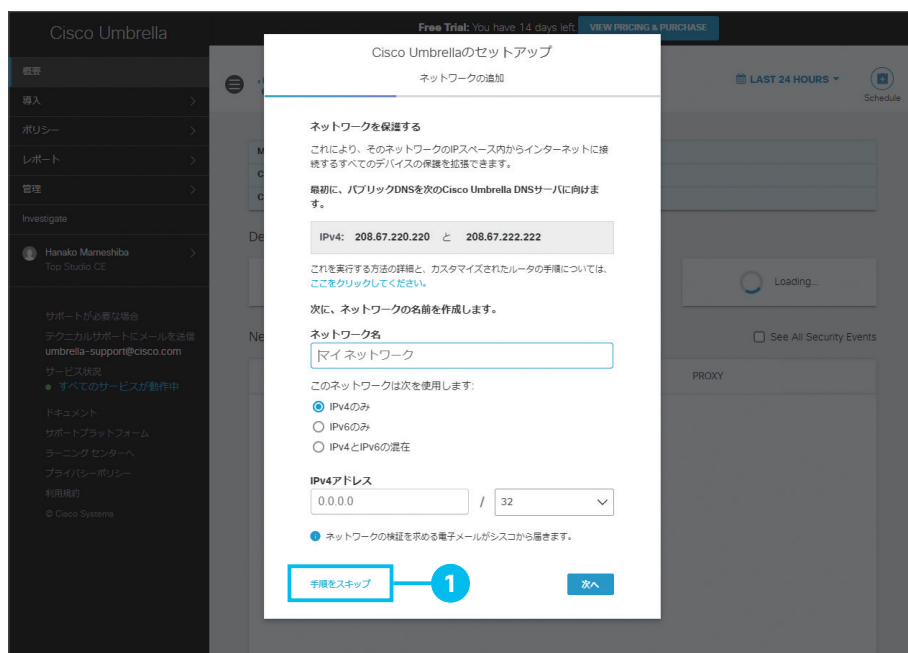 Cisco Umbrella
Free Trial: You have 14 days left. VIEW PRICING & PURCHASE
概要
導入
ポリシー
レポート
管理
Investigate
Hanako Mameshiba
Top Studio CE
サポートが必要な場合
テクニカルサポートにメールを送信
umbrella-support@cisco.com
サービス状況
すべてのサービスが動作中
ドキュメント
サポートプラットフォーム
ラーニング センターへ
プライバシーポリシー
利用規約
© Cisco Systems
LAST 24 HOURS
Schedule
M
C
C
De
Loading...
Ne
See All Security Events
PROXY
Cisco Umbrellaのセットアップ
ネットワークの追加
ネットワークを保護する
これにより、そのネットワークのIPスペース内からインターネットに接
続するすべてのデバイスの保護を拡張できます。
最初に、パブリックDNSを次のCisco Umbrella DNSサーバに向けま
す。
IPv4: 208.67.220.220 と 208.67.222.222
これを実行する方法の詳細と、カスタマイズされたルータの手順については、
ここをクリックしてください。
次に、ネットワークの名前を作成します。
ネットワーク名
マイ ネットワーク
このネットワークは次を使用します:
IPv4のみ
IPv6のみ
IPv4とIPv6の混在
IPv4アドレス
0.0.0.0 / 32
ネットワークの検証を求める電子メールがシスコから届きます。
手順をスキップ
1
次へ